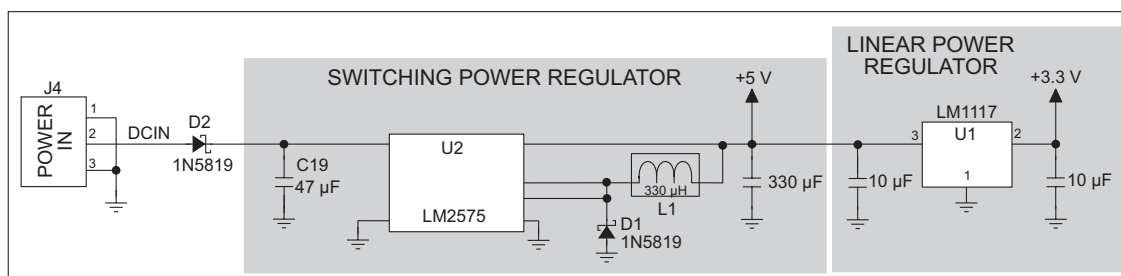 LINEAR POWER
REGULATOR
SWITCHING POWER REGULATOR
+5 V
+3.3 V
J4
POWER
IN
1
2
3
DCIN
D2
1N5819
C19
47 µF
U2
LM2575
330 µH
L1
D1
1N5819
330 µF
10 µF
LM1117
3
U1
2
1
10 µF